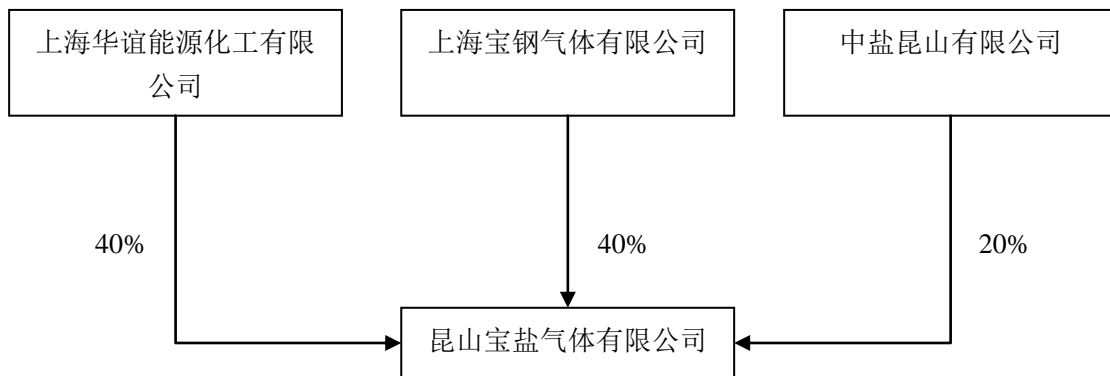 上海华谊能源化工有限
公司
上海宝钢气体有限公司
中盐昆山有限公司
40%
40%
20%
昆山宝盐气体有限公司